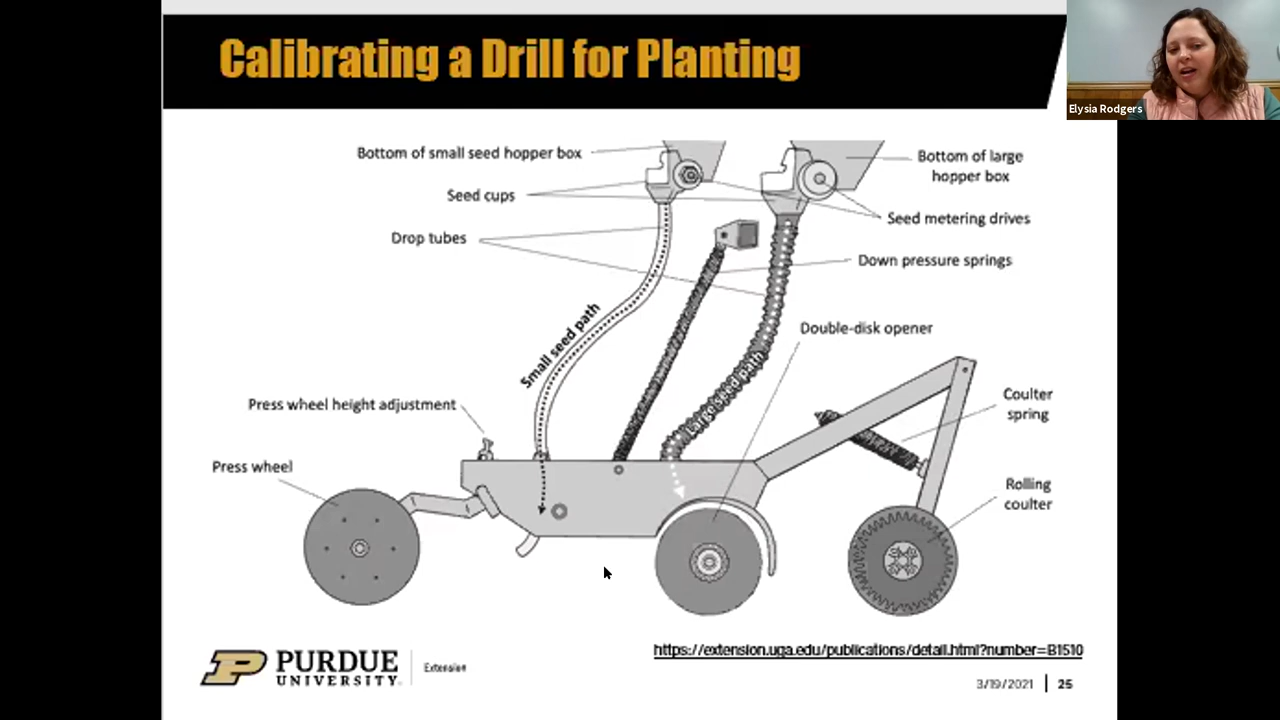 Calibrating a Drill for Planting
Elysia Rodgers
Bottom of small seed hopper box
Bottom of large
hopper box
Seed cups
Seed metering drives
Drop tubes
Down pressure springs
Small seed path
Double-disk opener
Large seed path
Press wheel height adjustment
Coulter
spring
Press wheel
Rolling
coulter
https://extension.uga.edu/publications/detail.html?number=B1510
P PURDUE
UNIVERSITY.
Extension
3/19/2021 | 25